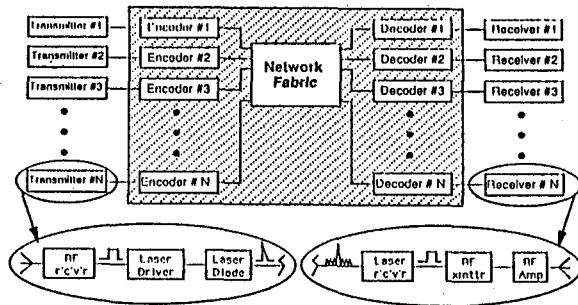 Transmitter #1
Encoder #1
Decoder #1
Receiver #1
Transmitter #2
Encoder #2
Network
Fabric
Decoder #2
Receiver #2
Transmitter #3
Encoder #3
Decoder #3
Receiver #3
Transmitter #N
Encoder # N
Decoder # N
Receiver # N
RF
r'c'v'r
Laser
Driver
Laser
Diode
Laser
r'c'v'r
RF
xmttr
RF
Amp